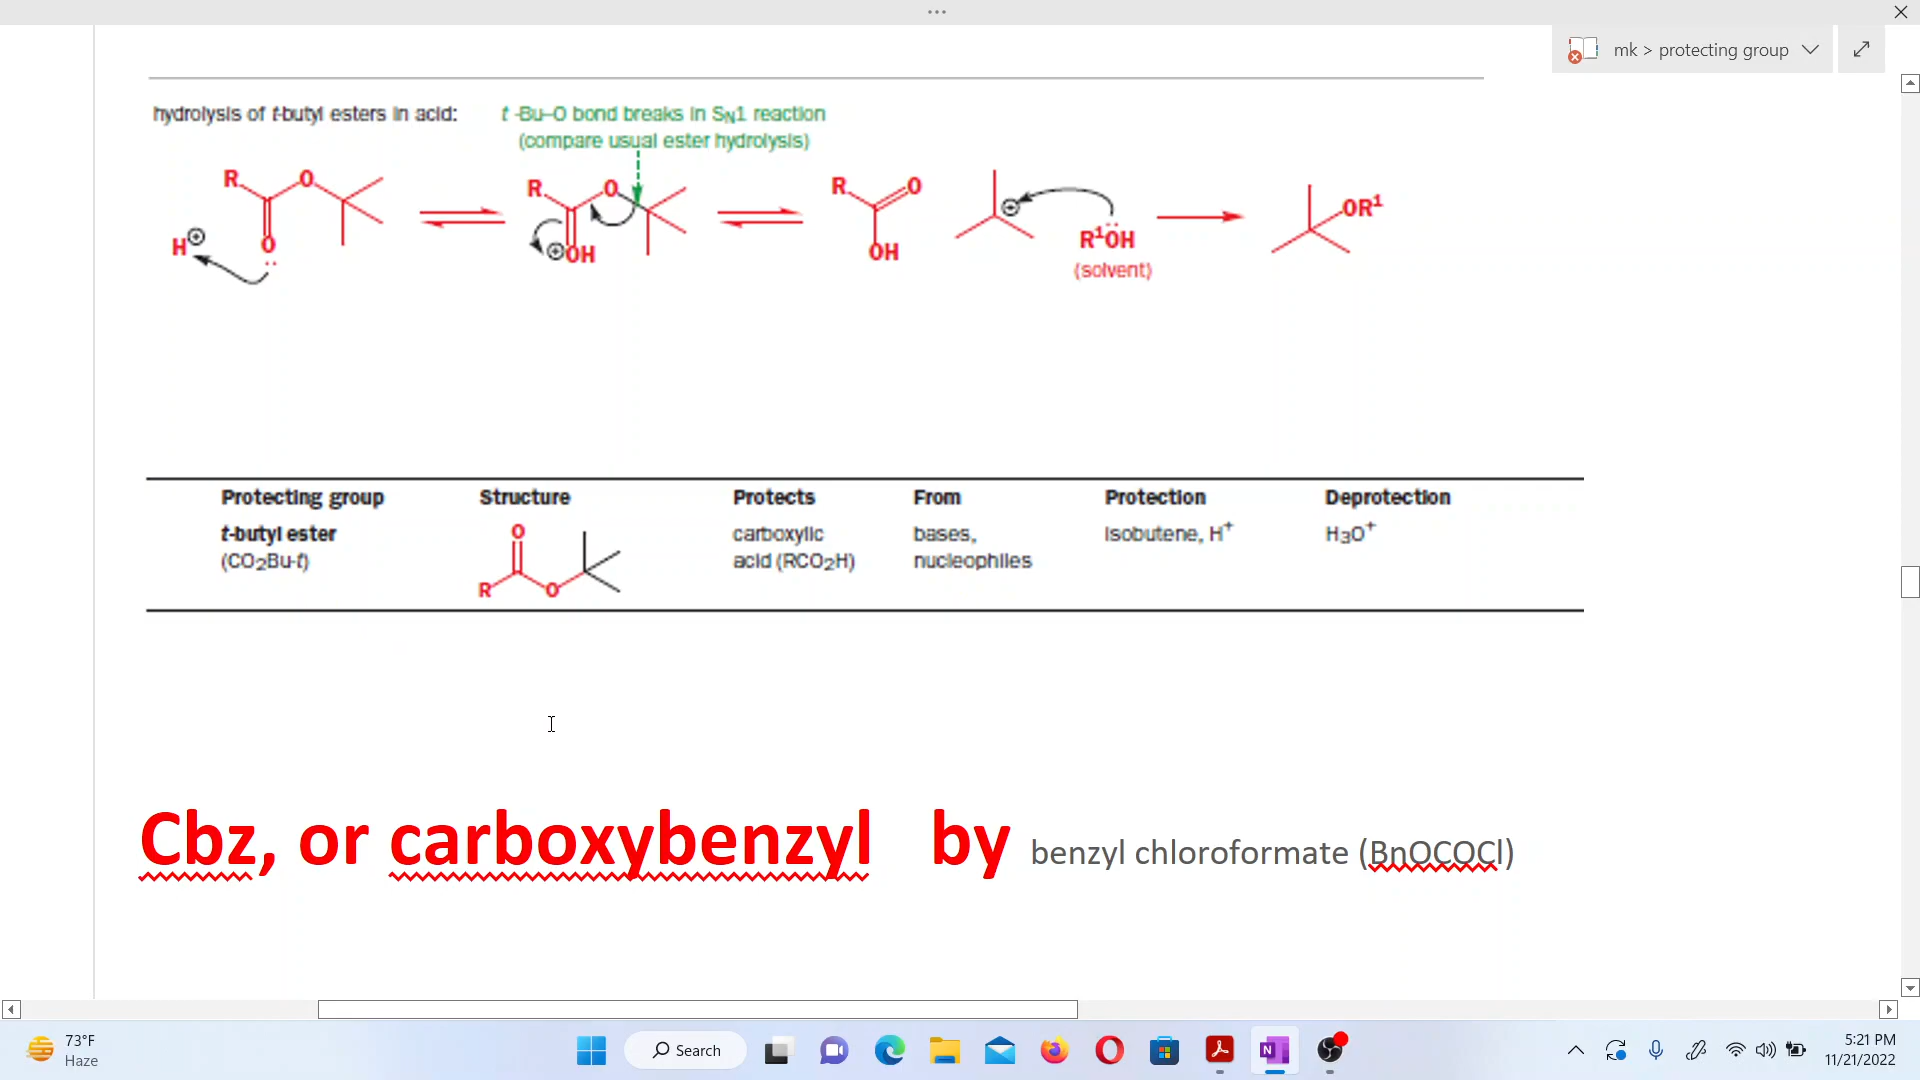 mk > protecting group
hydrolysis of t-butyl esters in acid:
t -Bu–O bond breaks in SN1 reaction
(compare usual ester hydrolysis)
R O O H⊕
R O ⊕OH
R O OH
⊕
R¹OH
(solvent)
OR¹
Protecting group Structure Protects From Protection Deprotection
t-butyl ester carboxylic bases, isobutene, H+ H3O+
(CO2Bu-t) acid (RCO2H) nucleophiles
O
R O
Cbz, or carboxybenzyl by benzyl chloroformate (BnOCOCl)
73°F
Haze
Search
5:21 PM
11/21/2022